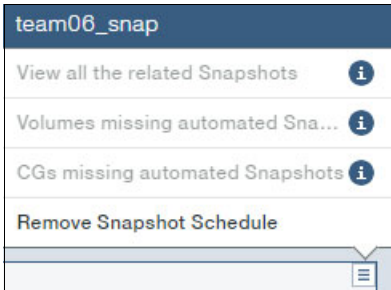 team06_snap
View all the related Snapshots
Volumes missing automated Sna...
CGs missing automated Snapshots
Remove Snapshot Schedule